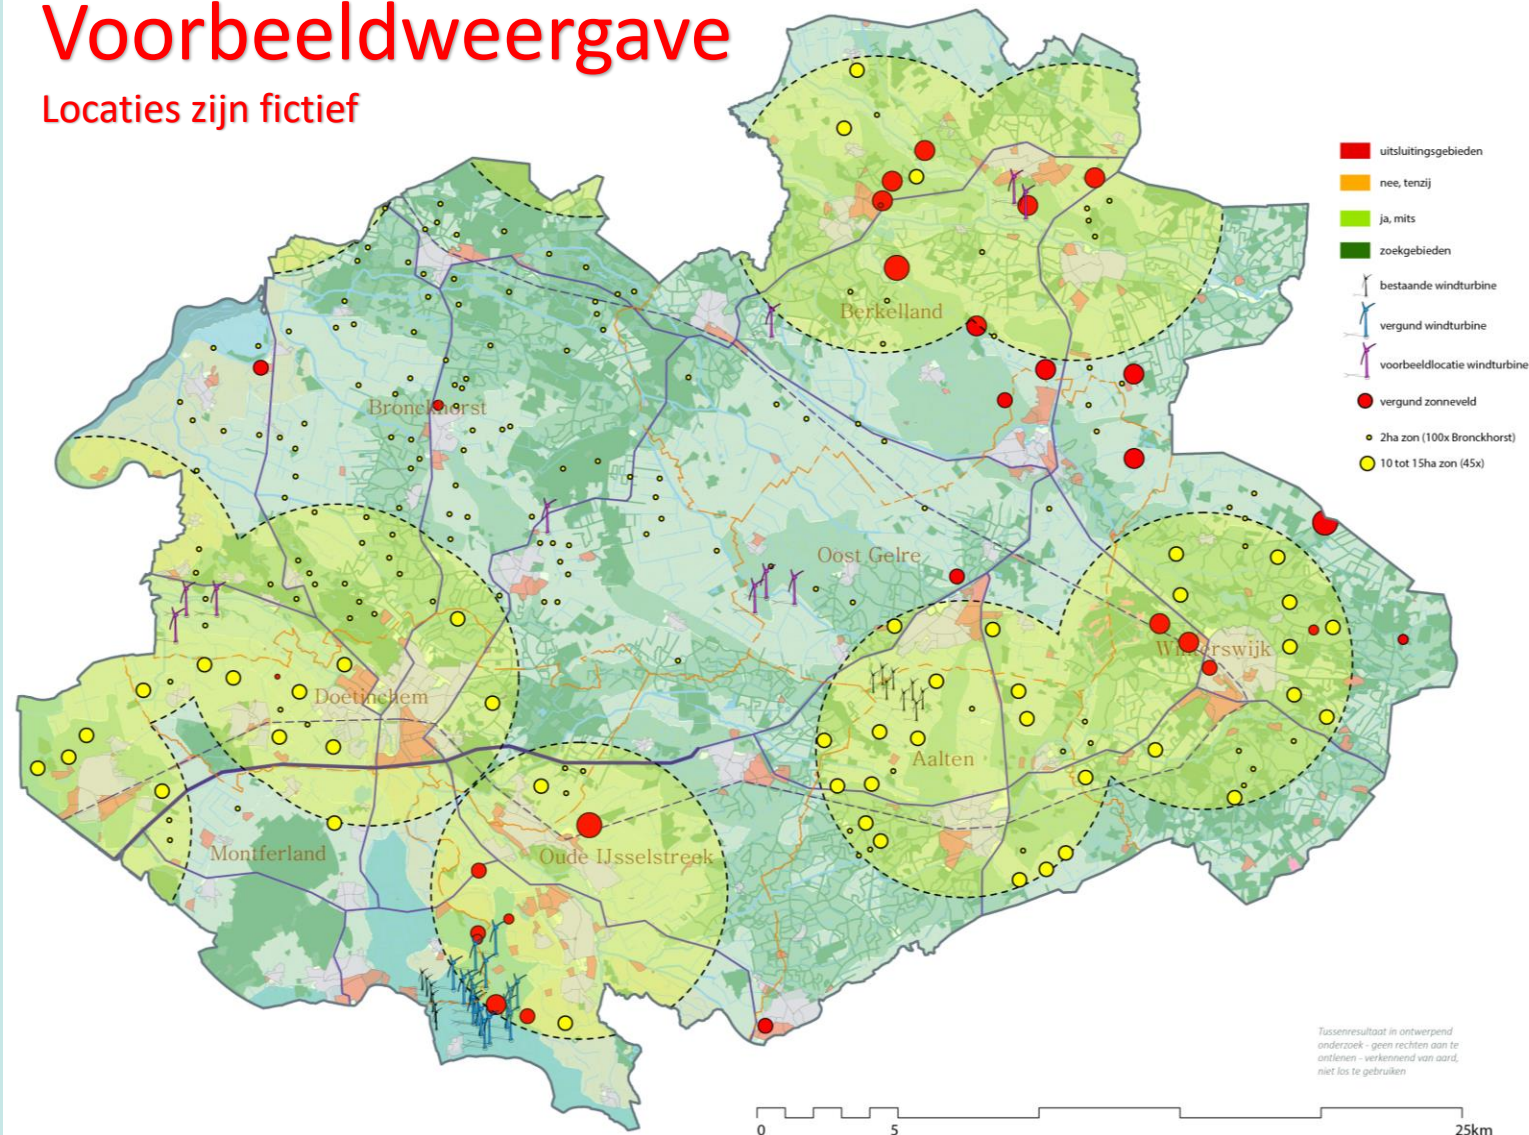 Voorbeeldweergave
Locaties zijn fictief
uitsluitingsgebieden
nee, tenzij
ja, mits
zoekgebieden
bestaande windturbine
vergund windturbine
voorbeeldlocatie windturbine
vergund zonneveld
2ha zon (100x Bronckhorst)
10 tot 15ha zon (45x)
Berkelland
Bronckhorst
Oost Gelre
Winterswijk
Doetinchem
Aalten
Montferland
Oude IJsselstreek
Tussenresultaat in ontwerpend
onderzoek - geen rechten aan te
ontlenen - verkennend van aard,
niet los te gebruiken
0 5 25km